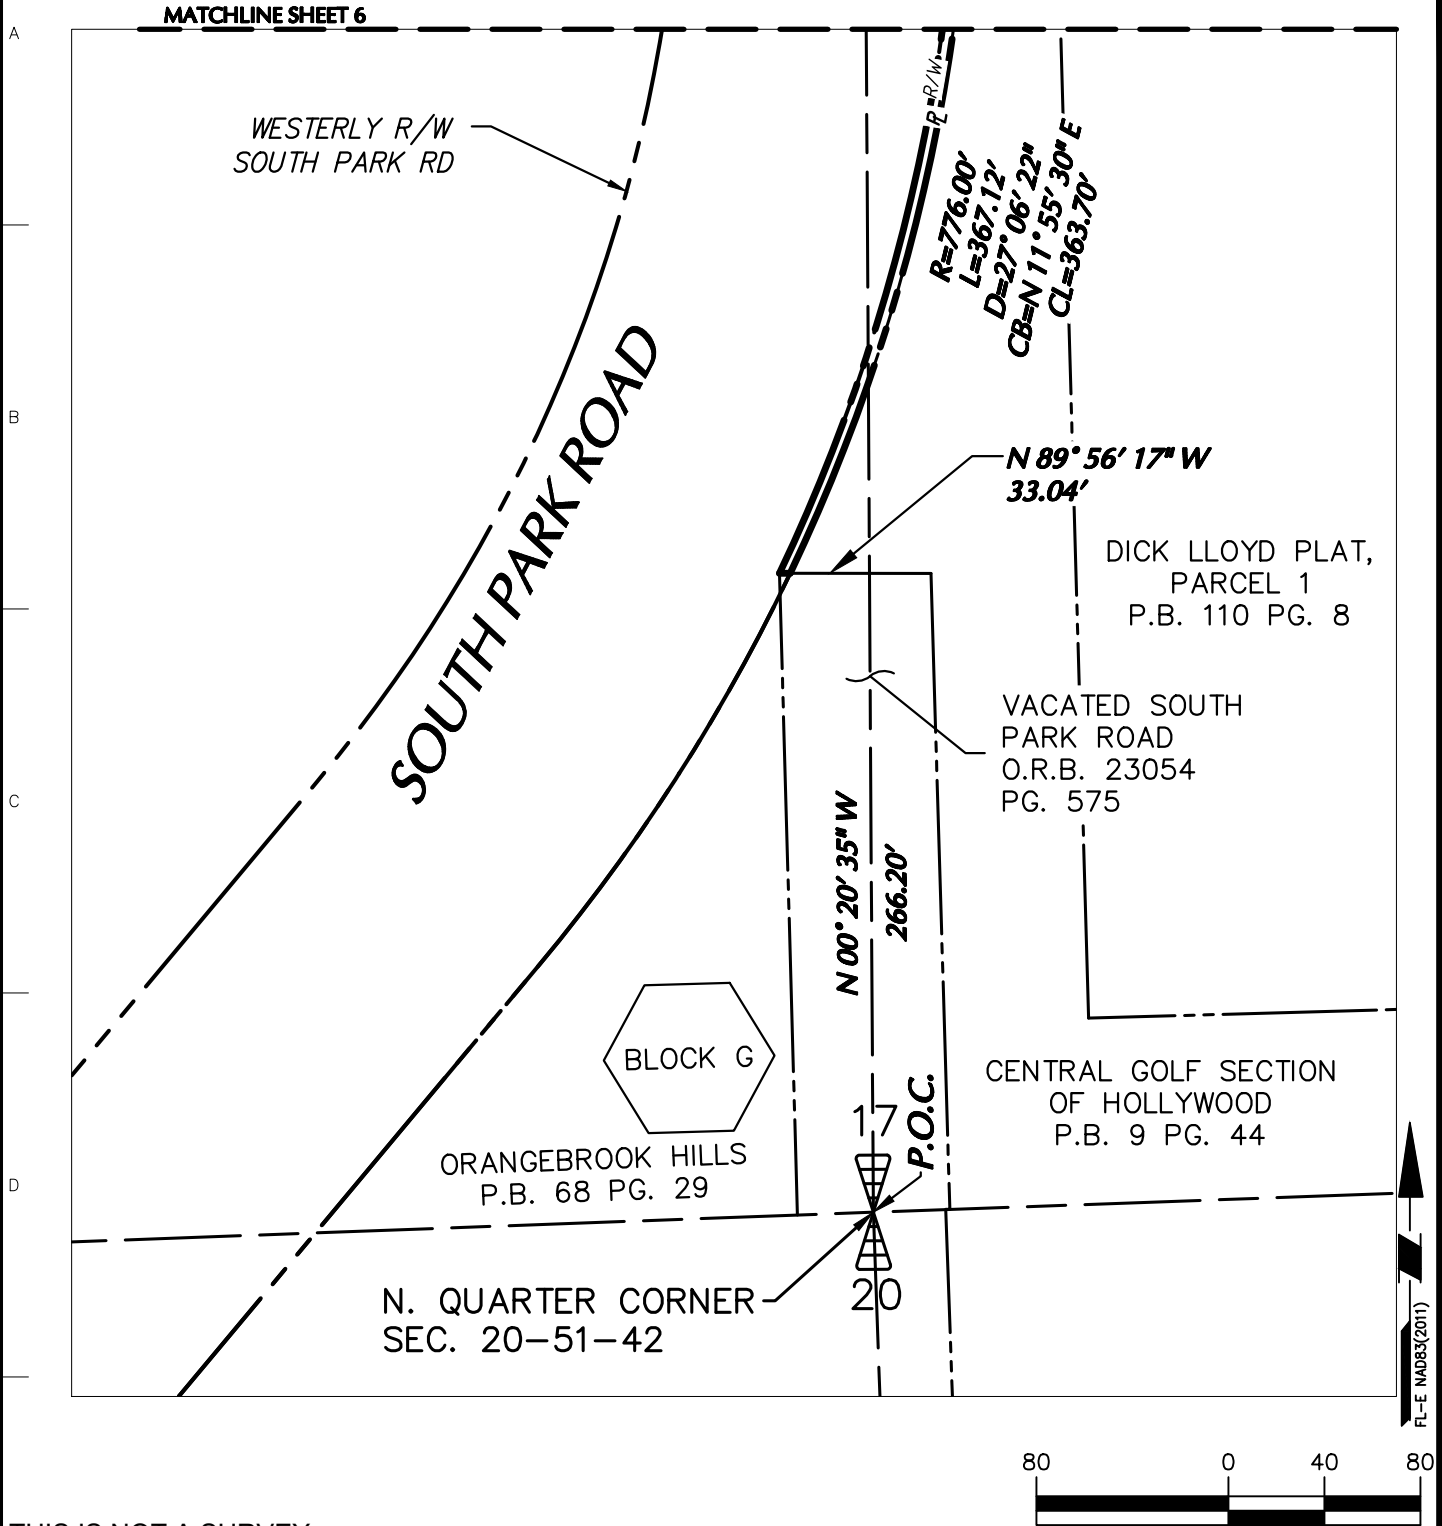 MATCHLINE SHEET 6
A
WESTERLY R/W
SOUTH PARK RD
R/W
R=776.00'
L=367.12'
D=27°06'22"
CB=N 11°55'30" E
CL=363.70'
SOUTH PARK ROAD
B
N 89°56'17" W
33.04'
DICK LLOYD PLAT,
PARCEL 1
P.B. 110 PG. 8
VACATED SOUTH
PARK ROAD
O.R.B. 23054
PG. 575
C
N 00°20'35" W
266.20'
BLOCK G
CENTRAL GOLF SECTION
OF HOLLYWOOD
P.B. 9 PG. 44
17
P.O.C.
ORANGEBROOK HILLS
P.B. 68 PG. 29
D
N. QUARTER CORNER
SEC. 20-51-42
20
FL-E NAD83(2011)
80 0 40 80
THIS IS NOT A SURVEY